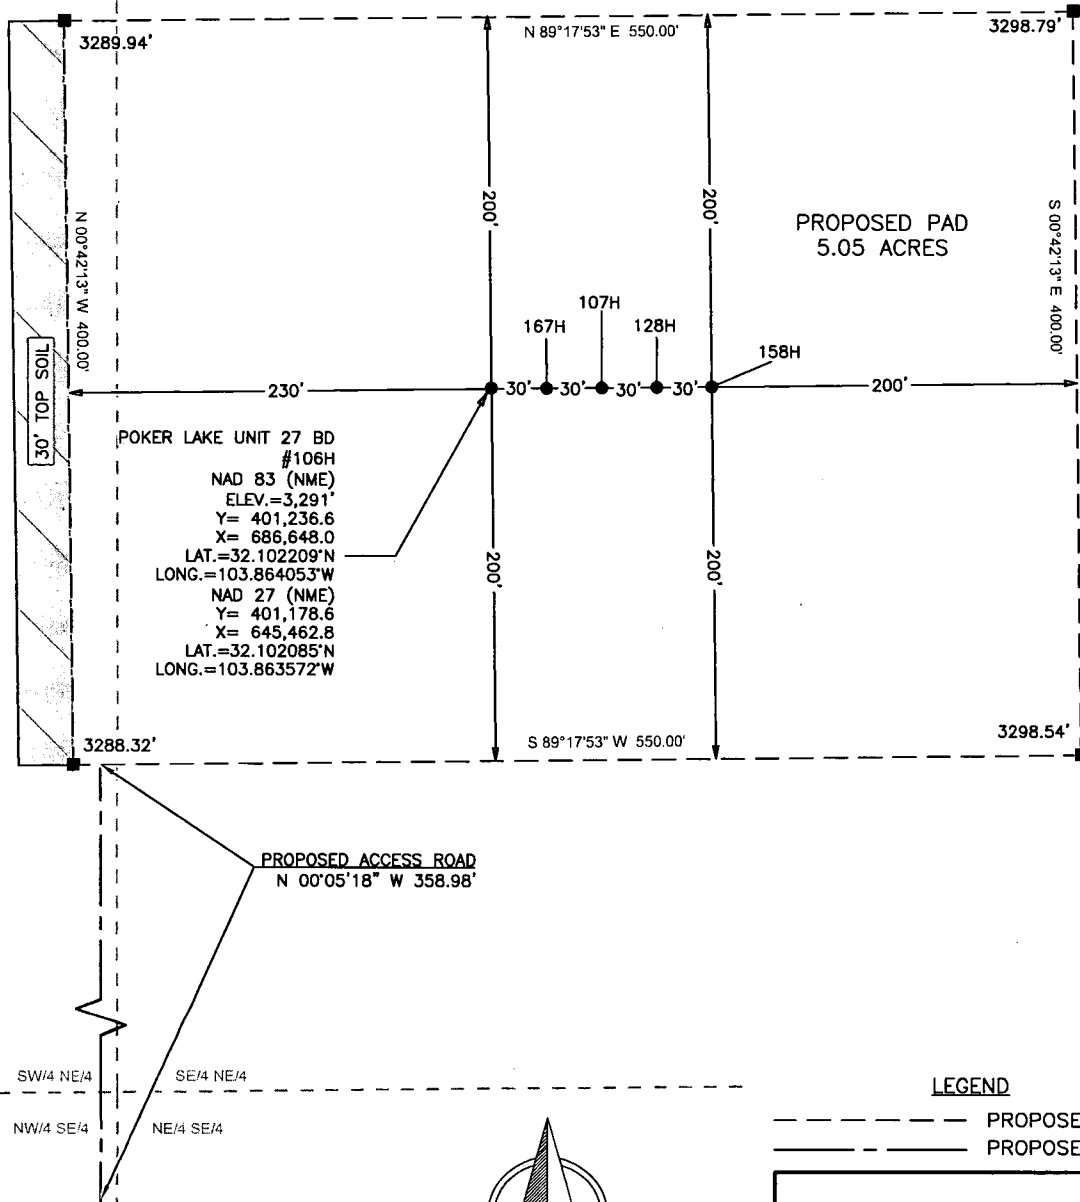 3289.94'
N 89°17'53" E 550.00'
3298.79'
N 00°42'13" W 400.00'
200'
200'
PROPOSED PAD
5.05 ACRES
S 00°42'13" E 400.00'
30' TOP SOIL
167H
107H
128H
158H
230'
30'
30'
30'
30'
200'
POKER LAKE UNIT 27 BD
#106H
NAD 83 (NME)
ELEV.=3,291'
Y= 401,236.6
X= 686,648.0
LAT.=32.102209°N
LONG.=103.864053°W
NAD 27 (NME)
Y= 401,178.6
X= 645,462.8
LAT.=32.102085°N
LONG.=103.863572°W
200'
200'
3288.32'
S 89°17'53" W 550.00'
3298.54'
PROPOSED ACCESS ROAD
N 00°05'18" W 358.98'
SW/4 NE/4
SE/4 NE/4
NW/4 SE/4
NE/4 SE/4
LEGEND
PROPOSE
PROPOSE